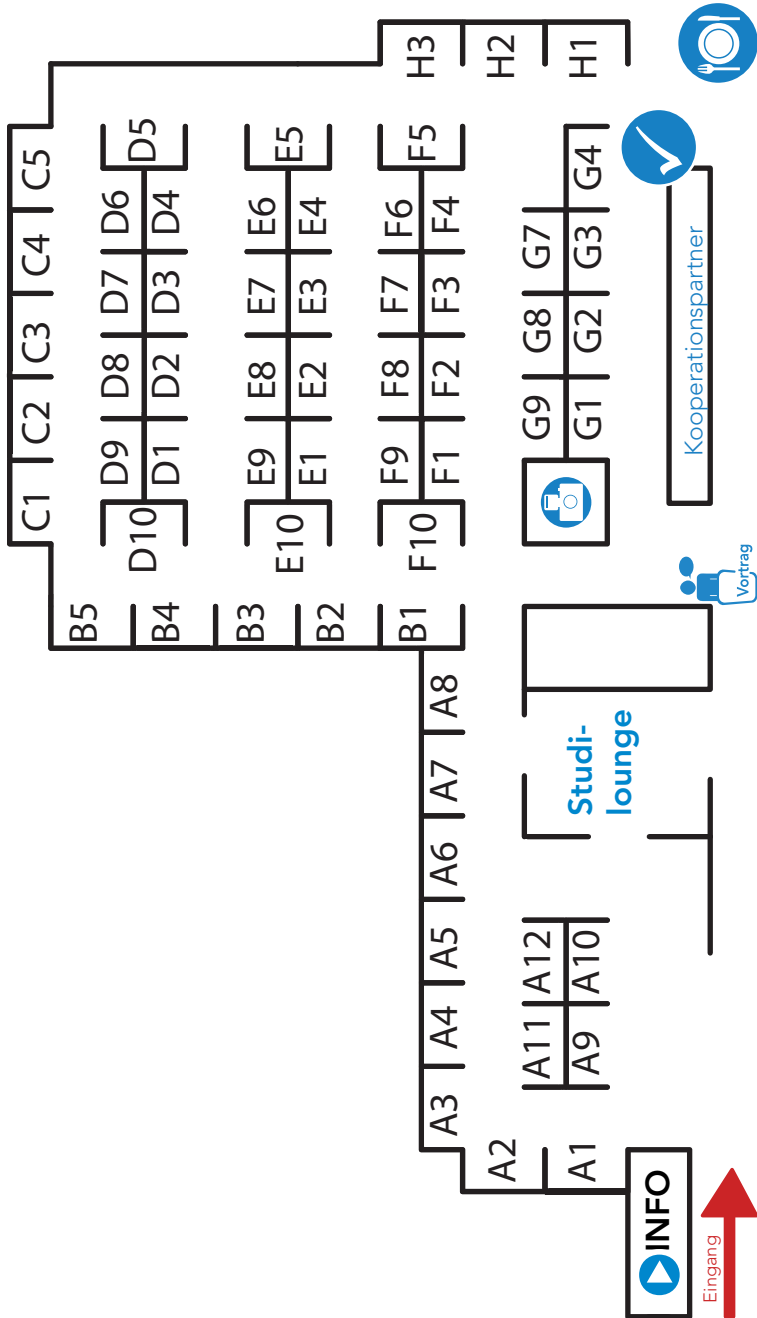 C1 C2 C3 C4 C5
B5
D9 D8 D7 D6
D10 D5
B4 D1 D2 D3 D4
B3 E9 E8 E7 E6
E10 E5
B2 E1 E2 E3 E4
F9 F8 F7 F6
B1 F10 F5 H3
A3 A4 A5 A6 A7 A8 F1 F2 F3 F4
A2 H2
A11 A12 G9 G8 G7
A1 A9 A10 G1 G2 G3 G4 H1
Studi-
lounge
INFO
Kooperationspartner
Eingang
Vortrag